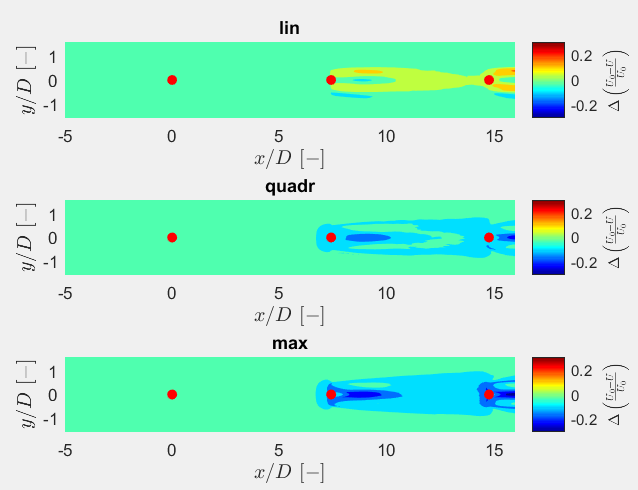 lin
y/D [−]
1
0
-1
-5 0 5 10 15
x/D [−]
0.2
0
-0.2
Δ (U₀−U / U₀)
quadr
y/D [−]
1
0
-1
-5 0 5 10 15
x/D [−]
0.2
0
-0.2
Δ (U₀−U / U₀)
max
y/D [−]
1
0
-1
-5 0 5 10 15
x/D [−]
0.2
0
-0.2
Δ (U₀−U / U₀)